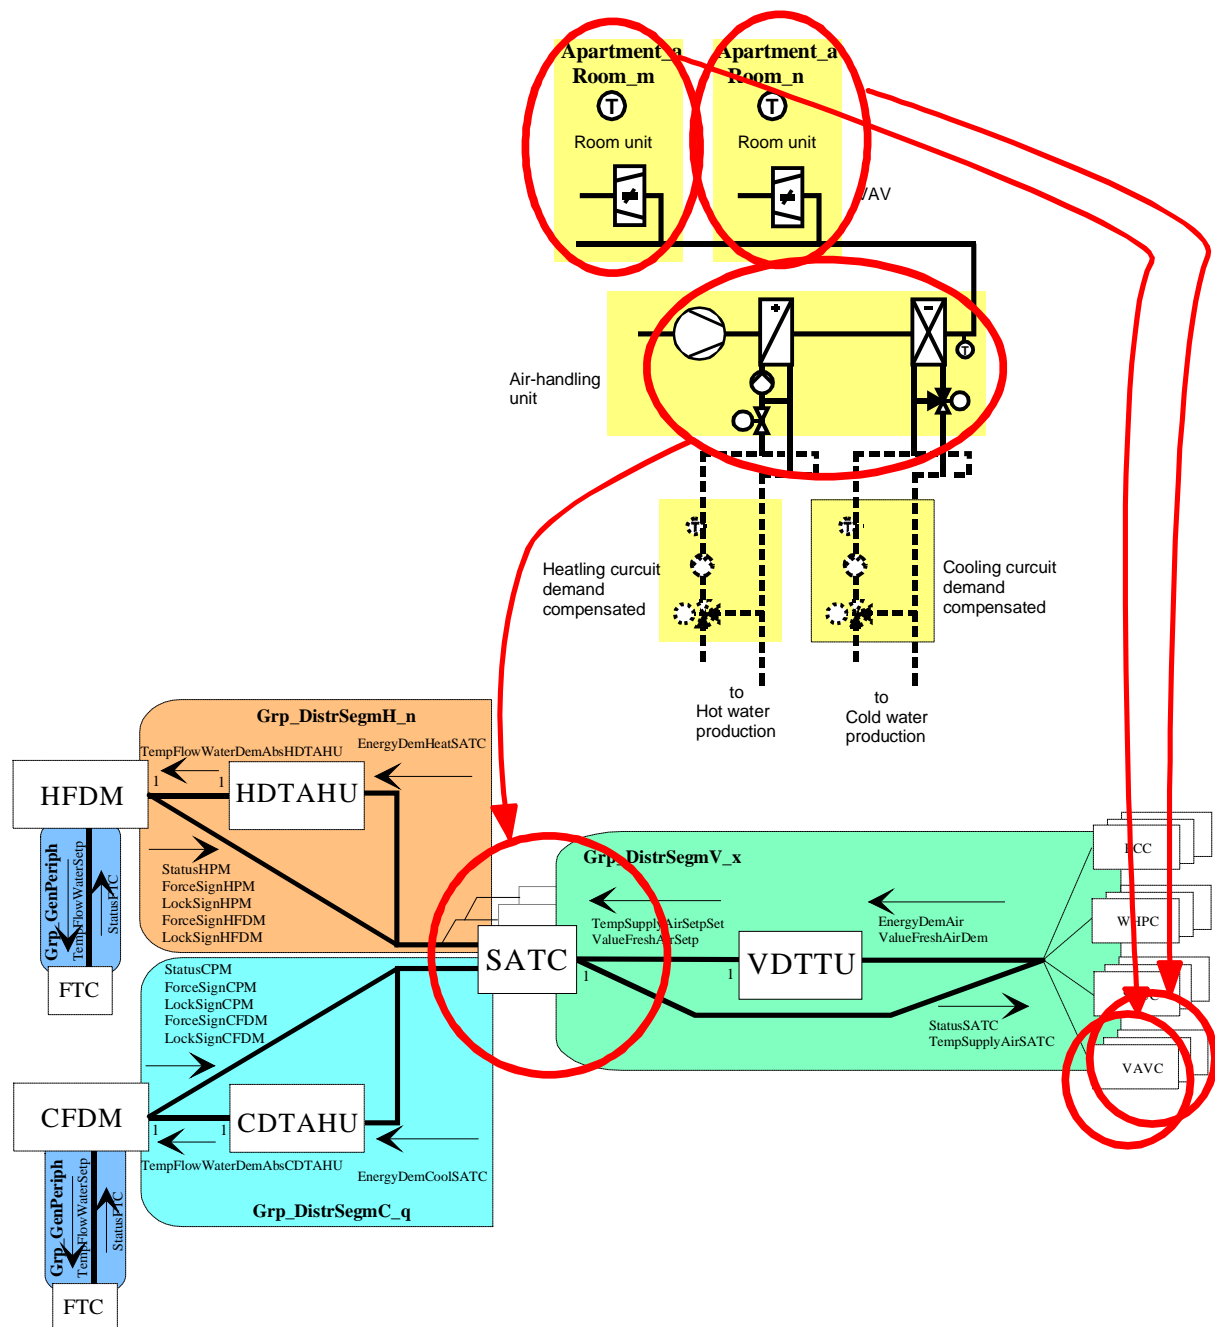 Apartment_a
Room_m
Apartment_a
Room_n
T
T
Room unit
Room unit
VAV
+
-
T
Air-handling
unit
T
T
Heatling curcuit
demand
compensated
Cooling curcuit
demand
compensated
to
Hot water
production
to
Cold water
production
Grp_DistrSegmH_n
TempFlowWaterDemAbsHDTAHU
EnergyDemHeatSATC
HFDM
1
1
HDTAHU
StatusHPM
ForceSignHPM
LockSignHPM
ForceSignHFDM
LockSignHFDM
Grp_GenPeriph
TempFlowWaterSetp
StatusFTC
FTC
Grp_DistrSegmV_x
TempSupplyAirSetpSet
ValueFreshAirSetp
EnergyDemAir
ValueFreshAirDem
SATC
1
1
VDTTU
StatusSATC
TempSupplyAirSATC
WHPC
VAVC
StatusCPM
ForceSignCPM
LockSignCPM
ForceSignCFDM
LockSignCFDM
CFDM
1
1
CDTAHU
TempFlowWaterDemAbsCDTAHU
EnergyDemCoolSATC
Grp_DistrSegmC_q
Grp_GenPeriph
TempFlowWaterSetp
StatusFTC
FTC